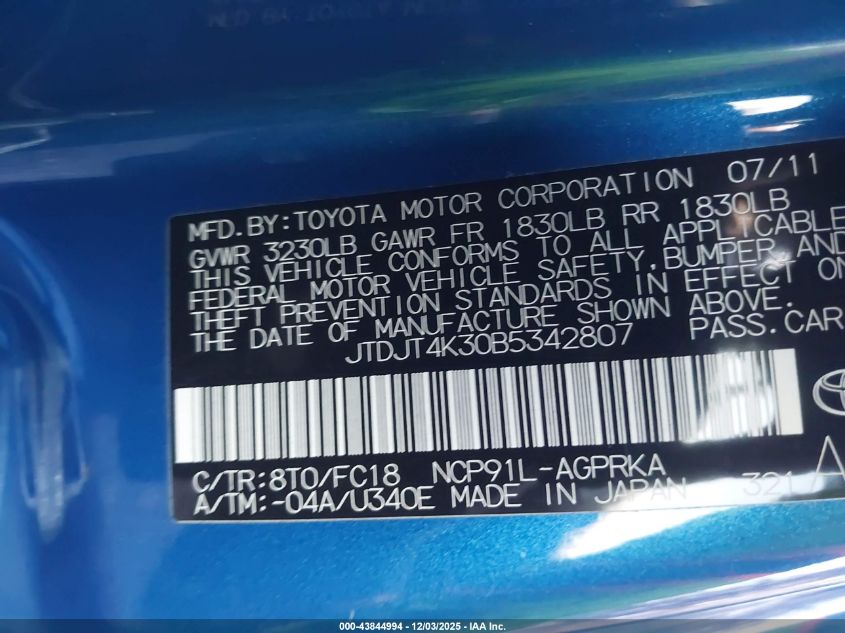 MFD.BY:TOYOTA MOTOR CORPORATION 07/11
GVWR 3230LB GAWR FR 1830LB RR 1830LB
THIS VEHICLE CONFORMS TO ALL APPLICABLE
FEDERAL MOTOR VEHICLE SAFETY,BUMPER,AND
THEFT PREVENTION STANDARDS IN EFFECT ON
THE DATE OF MANUFACTURE SHOWN ABOVE.
JTDJT4K30B5342807 PASS.CAR
C/TR:8T0/FC18 NCP91L-AGPRKA
A/TM:-04A/U340E MADE IN JAPAN 321 A
000-43844994 | 12/03/2025 - IAA Inc.